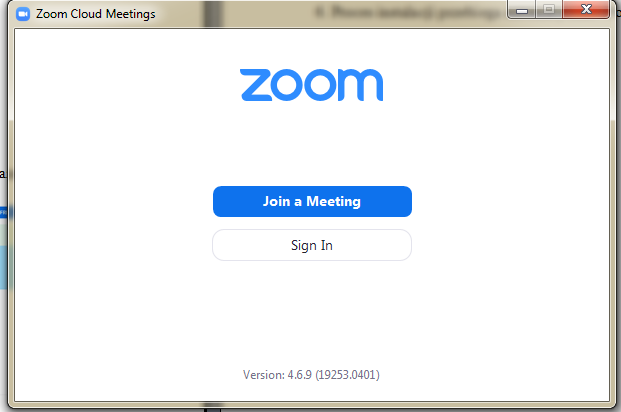 Zoom Cloud Meetings
zoom
Join a Meeting
Sign In
Version: 4.6.9 (19253.0401)